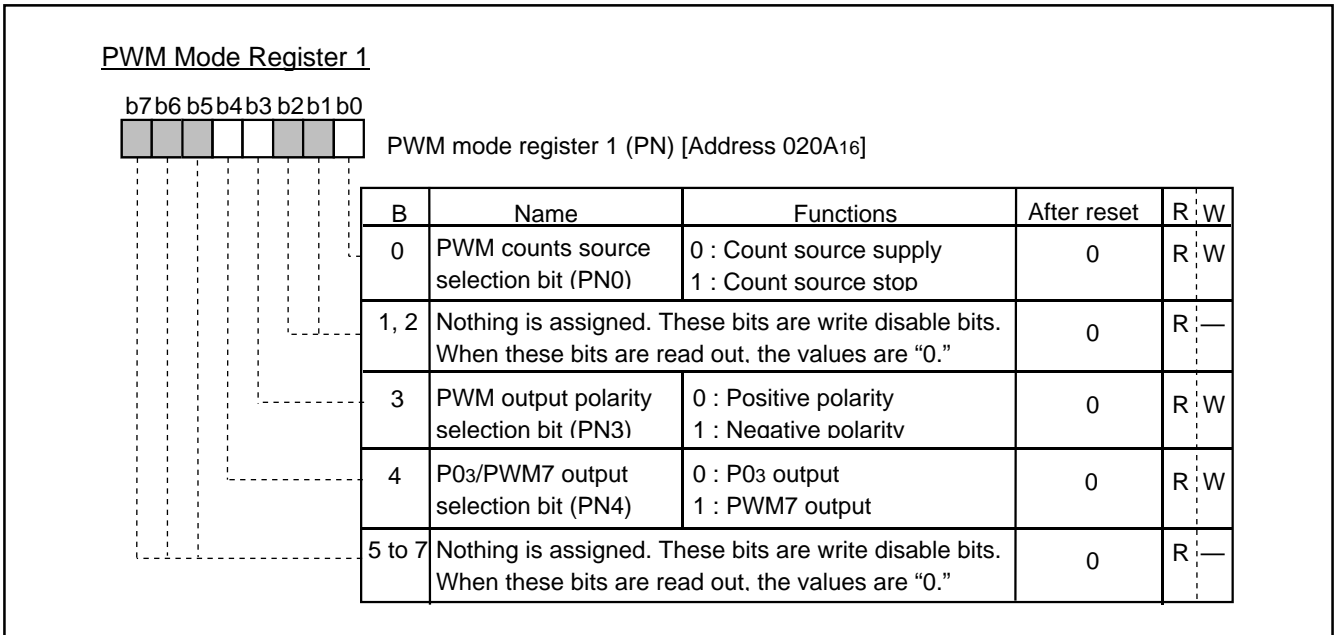 PWM Mode Register 1
b7 b6 b5 b4 b3 b2 b1 b0
PWM mode register 1 (PN) [Address 020A16]
B Name Functions After reset R W
0 PWM counts source 0 : Count source supply 0 R W
selection bit (PN0) 1 : Count source stop
1, 2 Nothing is assigned. These bits are write disable bits. 0 R —
When these bits are read out, the values are “0.”
3 PWM output polarity 0 : Positive polarity 0 R W
selection bit (PN3) 1 : Negative polarity
4 P03/PWM7 output 0 : P03 output 0 R W
selection bit (PN4) 1 : PWM7 output
5 to 7 Nothing is assigned. These bits are write disable bits. 0 R —
When these bits are read out, the values are “0.”